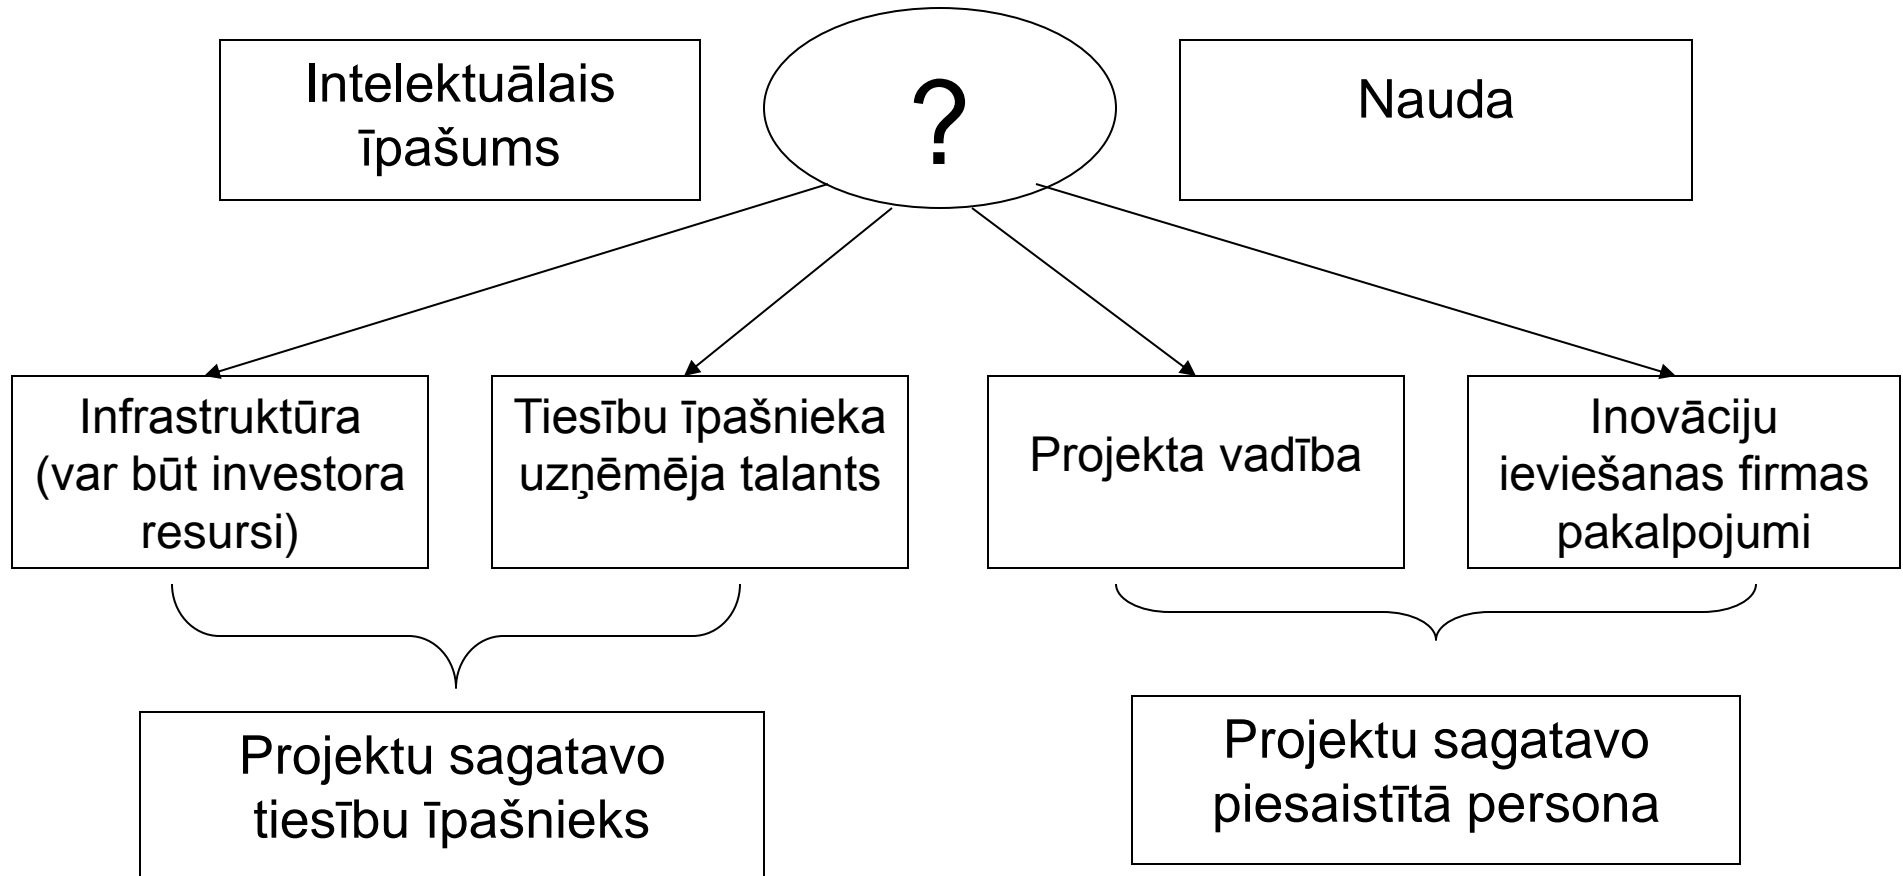 Intelektuālais
īpašums
?
Nauda
Infrastruktūra
(var būt investora
resursi)
Tiesību īpašnieka
uzņēmēja talants
Projekta vadība
Inovāciju
ieviešanas firmas
pakalpojumi
Projektu sagatavo
tiesību īpašnieks
Projektu sagatavo
piesaistītā persona